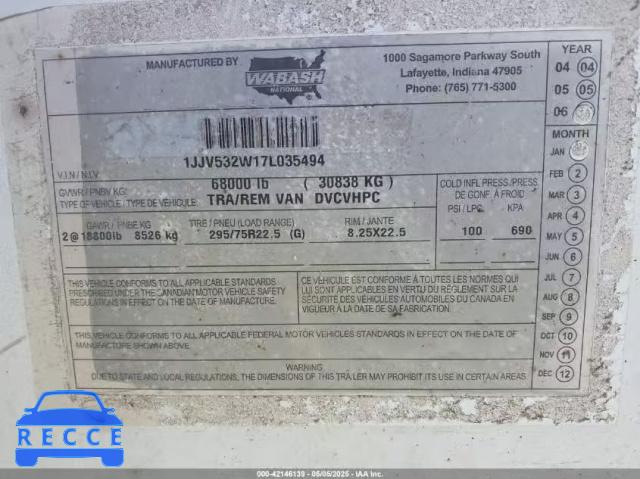 MANUFACTURED BY
WABASH
NATIONAL
1000 Sagamore Parkway South
Lafayette, Indiana 47905
Phone: (765) 771-5300
YEAR
04 04
05 05
06
MONTH
JAN
FEB 2
MAR 3
APR 4
MAY 5
JUN 6
JUL 7
AUG 8
SEP 9
OCT 10
NOV 11
DEC 12
1JJV532W17L035494
V.I.N / N.I.V.
GVWR / PNBV KG: 68000 lb ( 30838 KG )
TYPE OF VEHICLE / TYPE DE VÉHICULE: TRA/REM VAN DVCVHPC
COLD INFL PRESS./PRESS.
DE GONF. À FROID
PSI / LPC KPA
GAWR / PNBE KG TIRE / PNEU (LOAD RANGE) RIM / JANTE
2@18800lb 8526 kg 295/75R22.5 (G) 8.25X22.5 100 690
THIS VEHICLE CONFORMS TO ALL APPLICABLE STANDARDS
PRESCRIBED UNDER THE CANADIAN MOTOR VEHICLE SAFETY
REGULATIONS IN EFFECT ON THE DATE OF MANUFACTURE
CE VÉHICULE EST CONFORME À TOUTES LES NORMES QUI
LUI SONT APPLICABLES EN VERTU DU RÈGLEMENT SUR LA
SÉCURITÉ DES VÉHICULES AUTOMOBILES DU CANADA EN
VIGUEUR À LA DATE DE SA FABRICATION.
THIS VEHICLE CONFORMS TO ALL APPLICABLE FEDERAL MOTOR VEHICLES STANDARDS IN EFFECT ON THE DATE OF
MANUFACTURE SHOWN ABOVE.
WARNING
DUE TO STATE AND LOCAL REGULATIONS, THE DIMENSIONS OF THIS TRAILER MAY PROHIBIT ITS USE IN CERTAIN AREAS.
RECCE
000-42146139 - 05/05/2025 - IAA Inc.